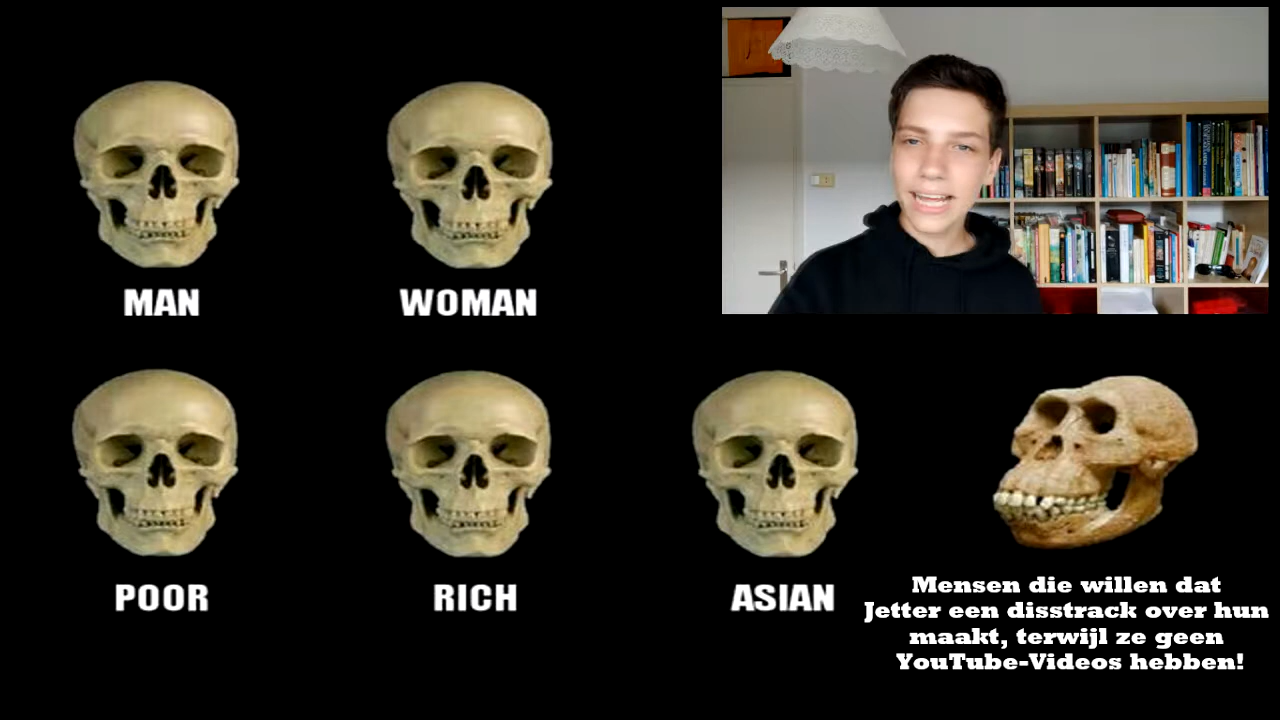 MAN
WOMAN
POOR
RICH
ASIAN
Mensen die willen dat
Jetter een disstrack over hun
maakt, terwijl ze geen
YouTube-Videos hebben!